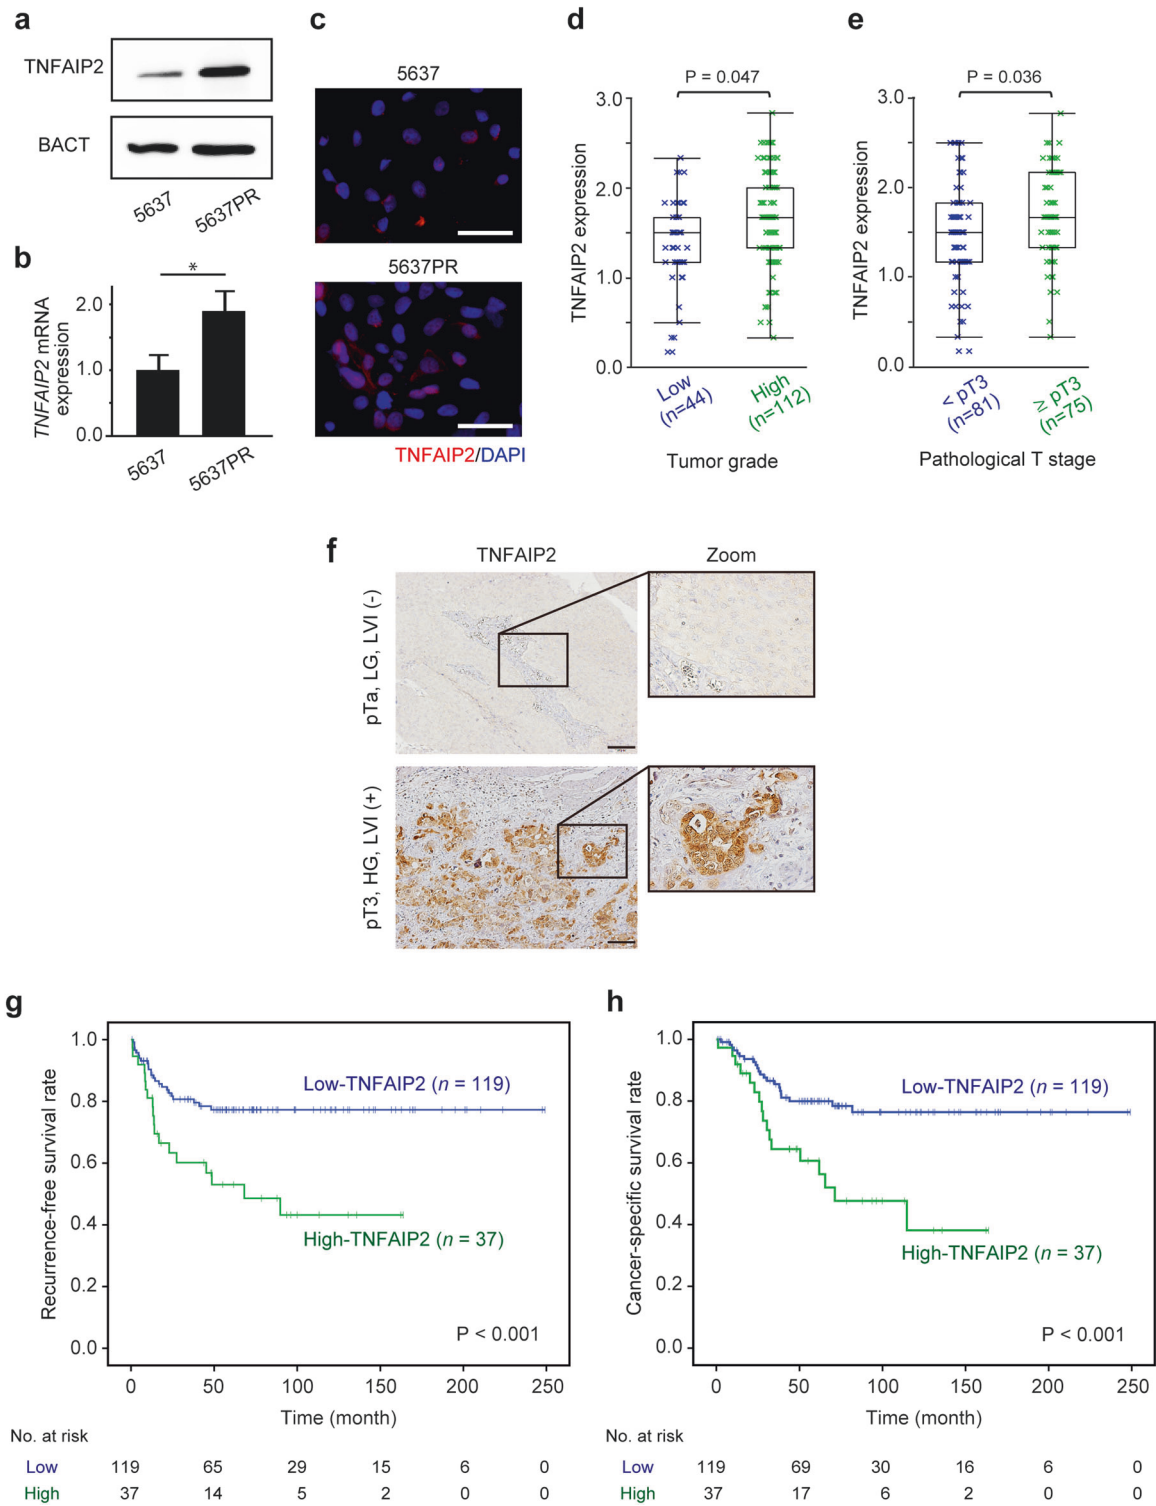 a
TNFAIP2
BACT
5637
5637PR
b
*
TNFAIP2 mRNA
expression
2.0
1.0
0.0
5637
5637PR
c
5637
5637PR
TNFAIP2/DAPI
d
P = 0.047
TNFAIP2 expression
3.0
2.0
1.0
0.0
Low
(n=44)
High
(n=112)
Tumor grade
e
P = 0.036
TNFAIP2 expression
3.0
2.0
1.0
0.0
< pT3
(n=81)
≥ pT3
(n=75)
Pathological T stage
f
TNFAIP2
Zoom
pTa, LG, LVI (-)
pT3, HG, LVI (+)
g
Recurrence-free survival rate
1.0
0.8
0.6
0.4
0.2
0.0
Low-TNFAIP2 (n = 119)
High-TNFAIP2 (n = 37)
P < 0.001
0 50 100 150 200 250
Time (month)
No. at risk
Low 119 65 29 15 6 0
High 37 14 5 2 0 0
h
Cancer-specific survival rate
1.0
0.8
0.6
0.4
0.2
0.0
Low-TNFAIP2 (n = 119)
High-TNFAIP2 (n = 37)
P < 0.001
0 50 100 150 200 250
Time (month)
No. at risk
Low 119 69 30 16 6 0
High 37 17 6 2 0 0